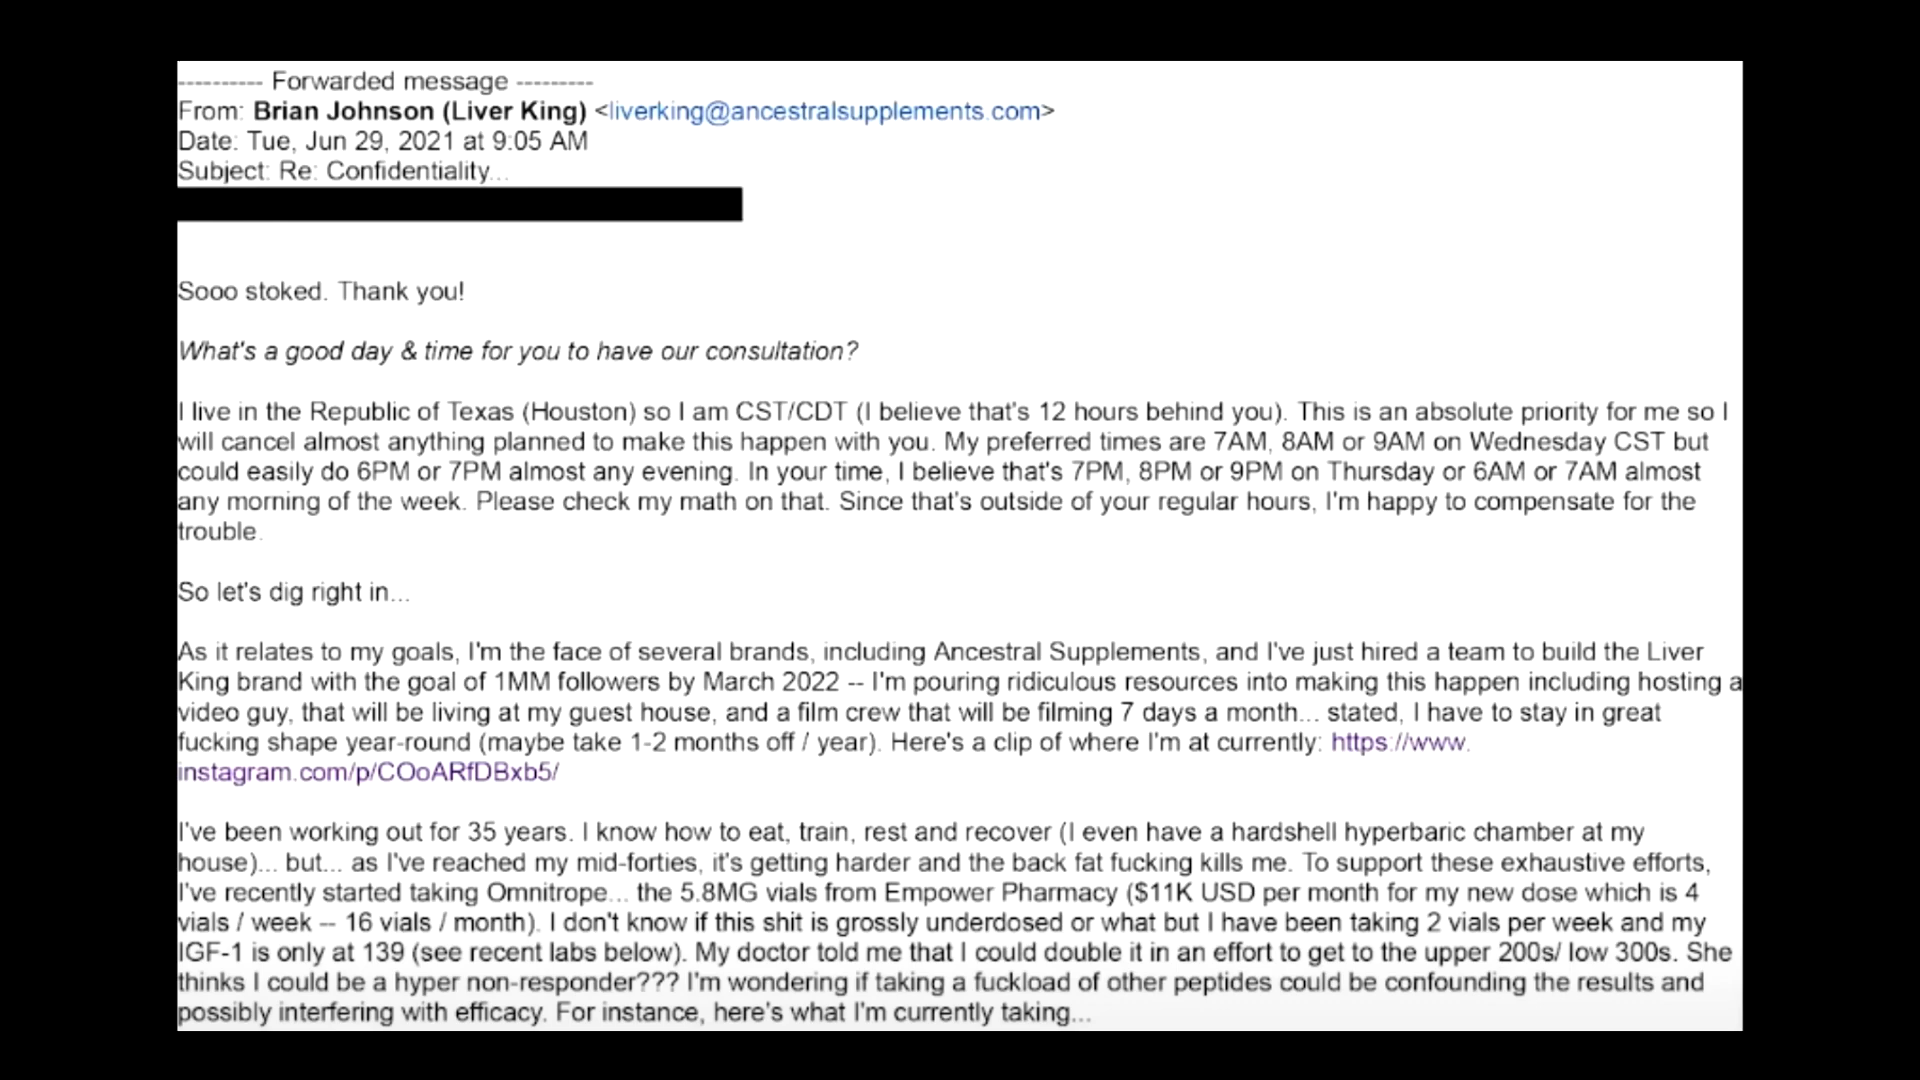 ---------- Forwarded message ---------
From: Brian Johnson (Liver King) <liverking@ancestralsupplements.com>
Date: Tue, Jun 29, 2021 at 9:05 AM
Subject: Re: Confidentiality...
Sooo stoked. Thank you!
What's a good day & time for you to have our consultation?
I live in the Republic of Texas (Houston) so I am CST/CDT (I believe that's 12 hours behind you). This is an absolute priority for me so I
will cancel almost anything planned to make this happen with you. My preferred times are 7AM, 8AM or 9AM on Wednesday CST but
could easily do 6PM or 7PM almost any evening. In your time, I believe that's 7PM, 8PM or 9PM on Thursday or 6AM or 7AM almost
any morning of the week. Please check my math on that. Since that's outside of your regular hours, I'm happy to compensate for the
trouble.
So let's dig right in...
As it relates to my goals, I'm the face of several brands, including Ancestral Supplements, and I've just hired a team to build the Liver
King brand with the goal of 1MM followers by March 2022 -- I'm pouring ridiculous resources into making this happen including hosting a
video guy, that will be living at my guest house, and a film crew that will be filming 7 days a month... stated, I have to stay in great
fucking shape year-round (maybe take 1-2 months off / year). Here's a clip of where I'm at currently: https://www.
instagram.com/p/COoARfDBxb5/
I've been working out for 35 years. I know how to eat, train, rest and recover (I even have a hardshell hyperbaric chamber at my
house)... but... as I've reached my mid-forties, it's getting harder and the back fat fucking kills me. To support these exhaustive efforts,
I've recently started taking Omnitrope... the 5.8MG vials from Empower Pharmacy ($11K USD per month for my new dose which is 4
vials / week -- 16 vials / month). I don't know if this shit is grossly underdosed or what but I have been taking 2 vials per week and my
IGF-1 is only at 139 (see recent labs below). My doctor told me that I could double it in an effort to get to the upper 200s/ low 300s. She
thinks I could be a hyper non-responder??? I'm wondering if taking a fuckload of other peptides could be confounding the results and
possibly interfering with efficacy. For instance, here's what I'm currently taking...